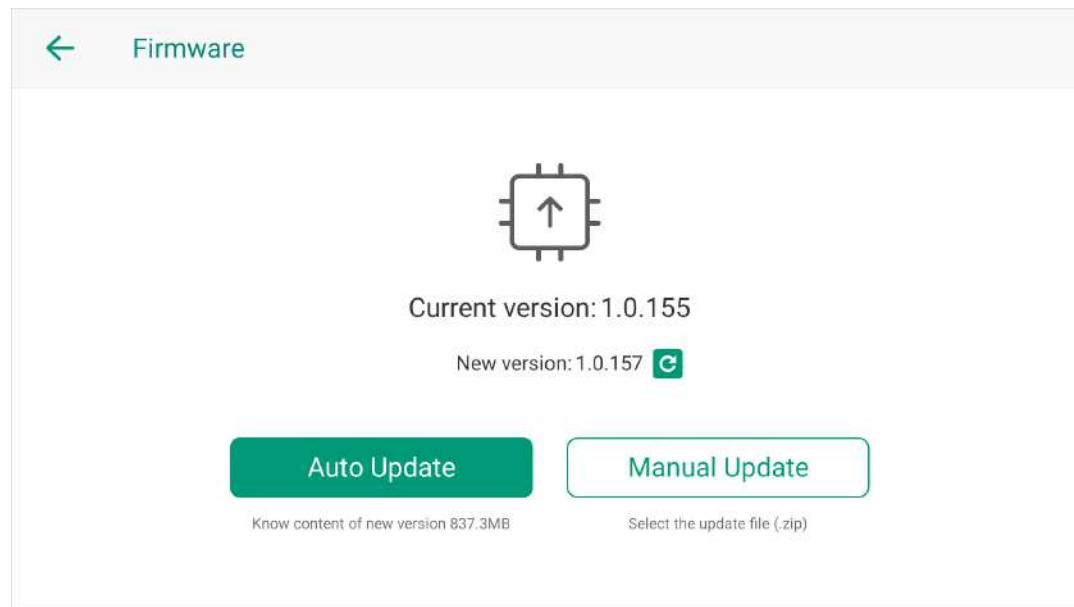 Firmware
Current version: 1.0.155
New version: 1.0.157
Auto Update
Manual Update
Know content of new version 837.3MB
Select the update file (.zip)